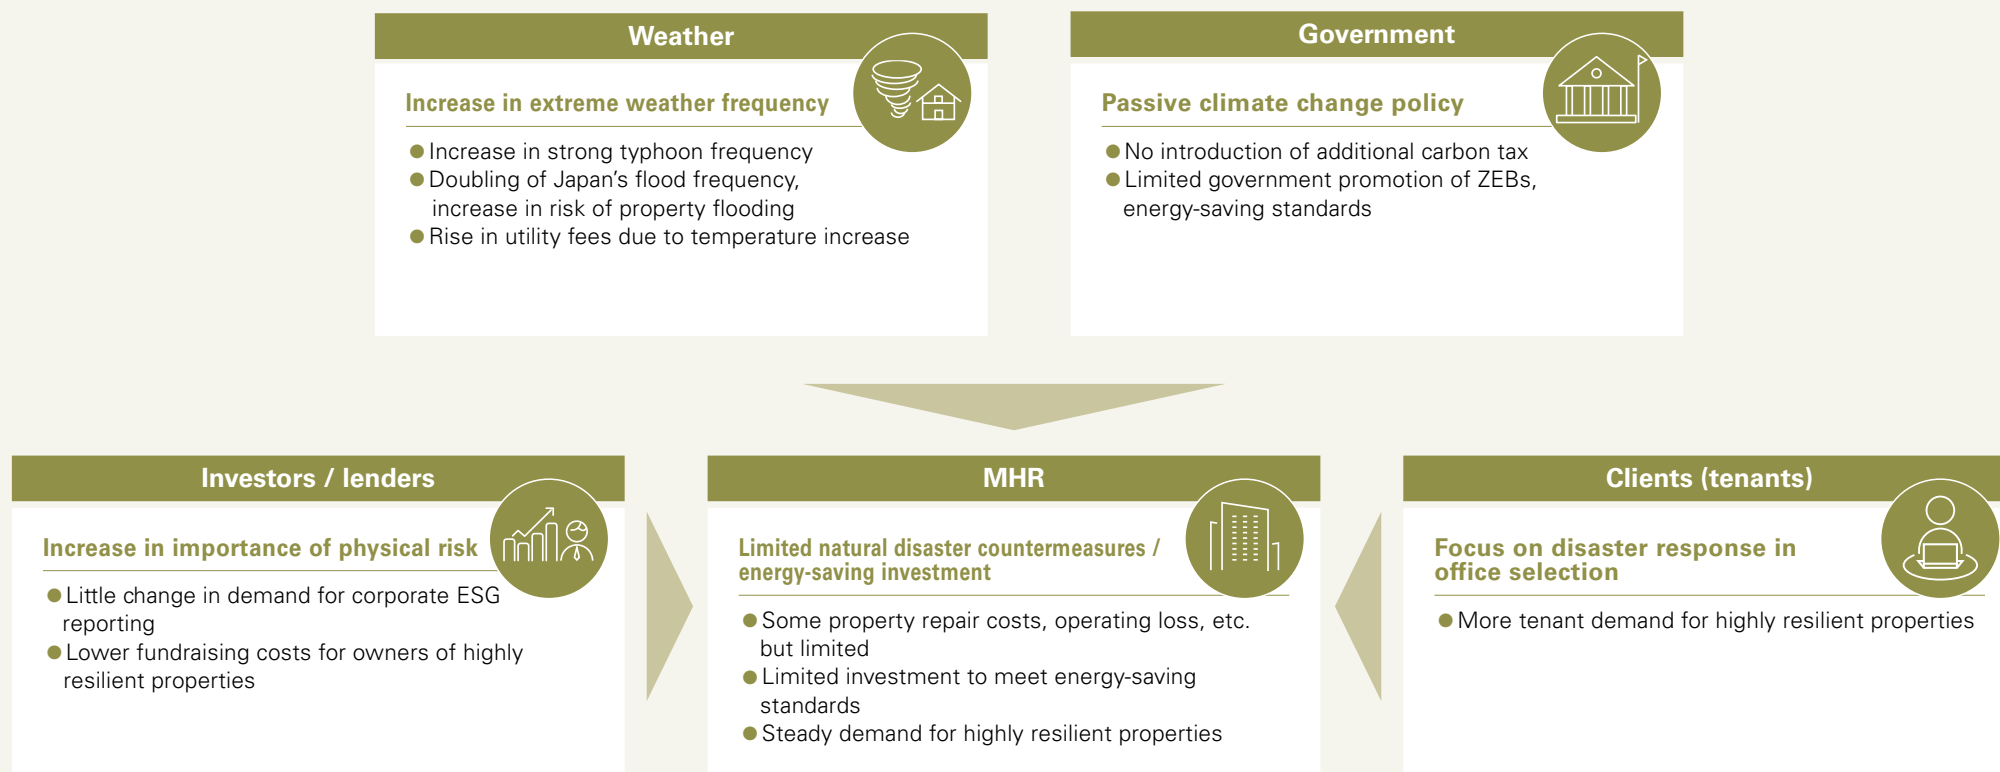 Weather
Increase in extreme weather frequency
● Increase in strong typhoon frequency
● Doubling of Japan's flood frequency,
increase in risk of property flooding
● Rise in utility fees due to temperature increase
Government
Passive climate change policy
● No introduction of additional carbon tax
● Limited government promotion of ZEBs,
energy-saving standards
Investors / lenders
Increase in importance of physical risk
● Little change in demand for corporate ESG
reporting
● Lower fundraising costs for owners of highly
resilient properties
MHR
Limited natural disaster countermeasures /
energy-saving investment
● Some property repair costs, operating loss, etc.
but limited
● Limited investment to meet energy-saving
standards
● Steady demand for highly resilient properties
Clients (tenants)
Focus on disaster response in
office selection
● More tenant demand for highly resilient properties